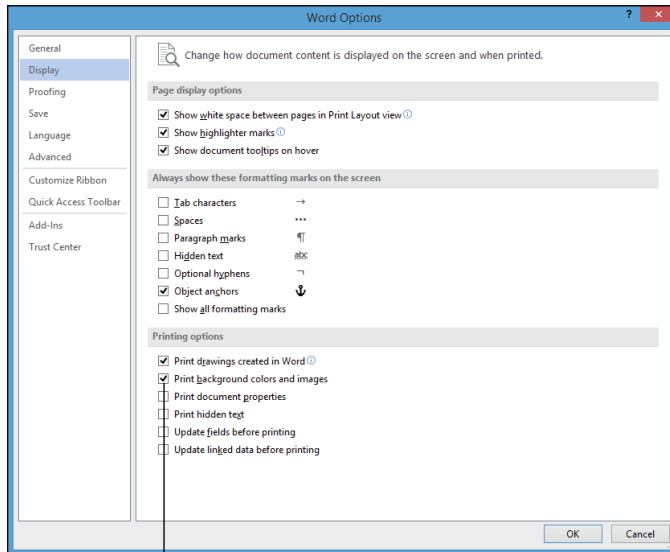 Word Options
?
General
Display
Proofing
Save
Language
Advanced
Customize Ribbon
Quick Access Toolbar
Add-Ins
Trust Center
Change how document content is displayed on the screen and when printed.
Page display options
Show white space between pages in Print Layout view
Show highlighter marks
Show document tooltips on hover
Always show these formatting marks on the screen
Tab characters →
Spaces •••
Paragraph marks ¶
Hidden text abc
Optional hyphens ¬
Object anchors
Show all formatting marks
Printing options
Print drawings created in Word
Print background colors and images
Print document properties
Print hidden text
Update fields before printing
Update linked data before printing
OK Cancel